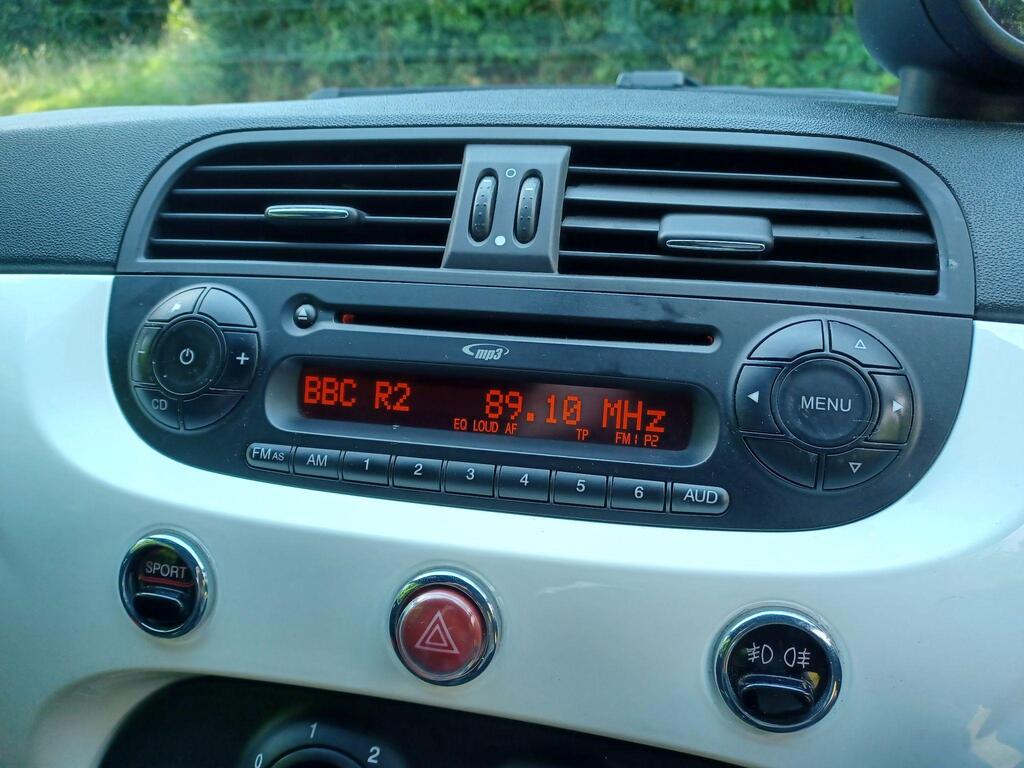 CD
mp3
BBC R2 89.10 MHz
EQ LOUD AF TP FM1 P2
MENU
FM AS AM 1 2 3 4 5 6 AUD
SPORT
0 1 2